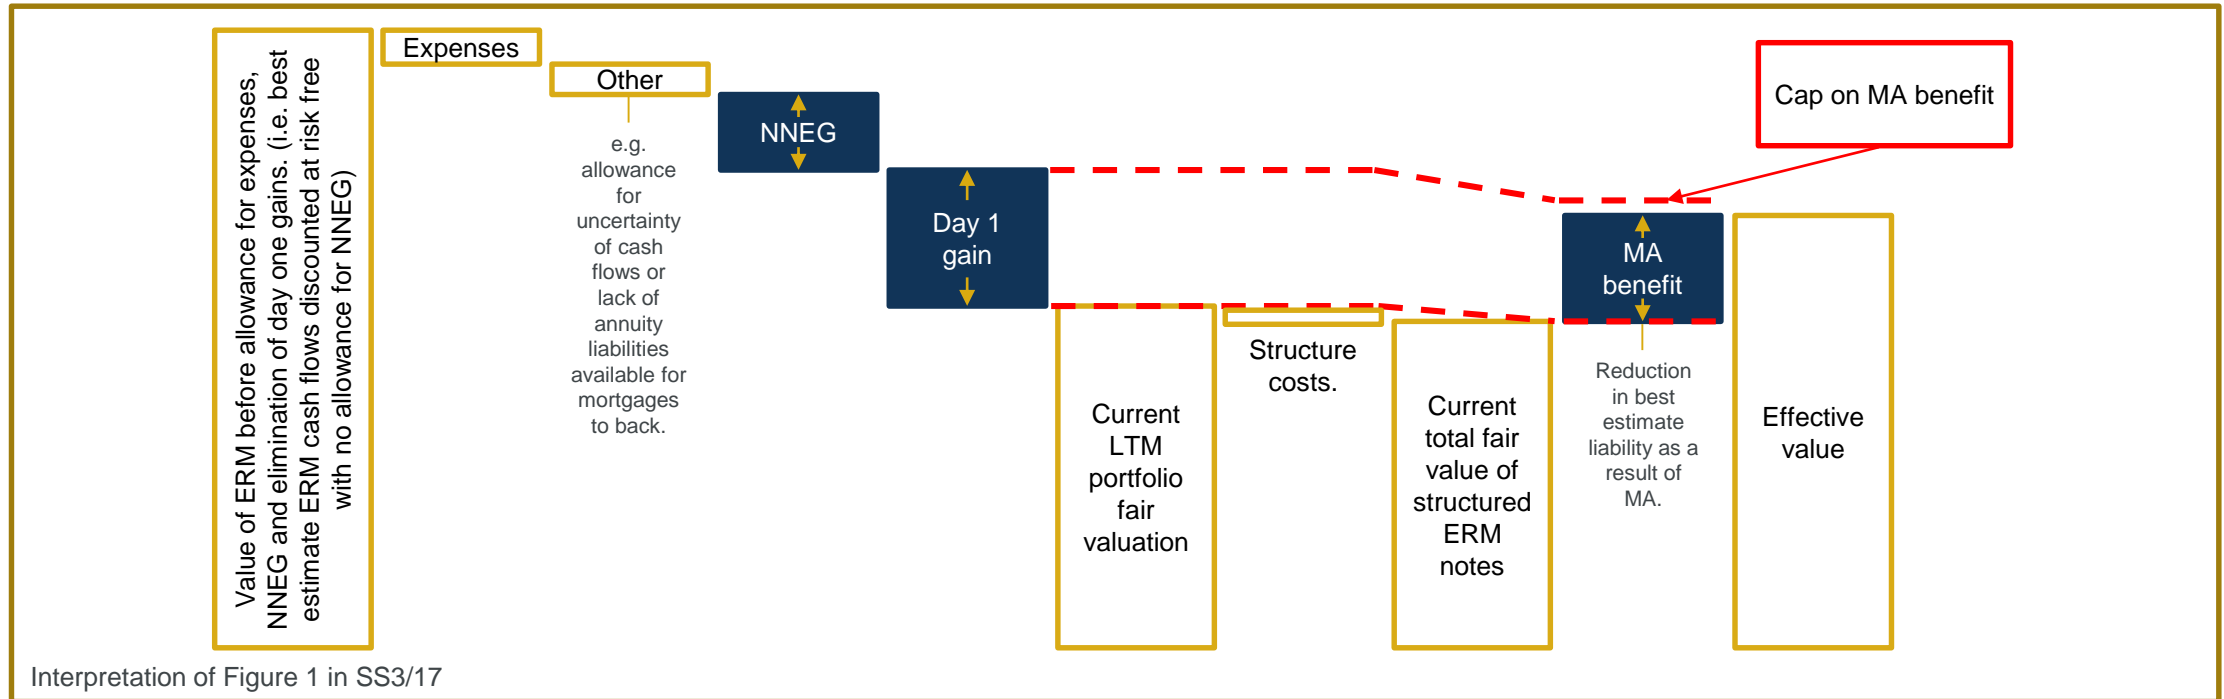 Value of ERM before allowance for expenses,
NNEG and elimination of day one gains. (i.e. best
estimate ERM cash flows discounted at risk free
with no allowance for NNEG)
Expenses
Other
e.g.
allowance
for
uncertainty
of cash
flows or
lack of
annuity
liabilities
available for
mortgages
to back.
NNEG
Day 1
gain
Current
LTM
portfolio
fair
valuation
Structure
costs.
Current
total fair
value of
structured
ERM
notes
MA
benefit
Reduction
in best
estimate
liability as a
result of
MA.
Cap on MA benefit
Effective
value
Interpretation of Figure 1 in SS3/17